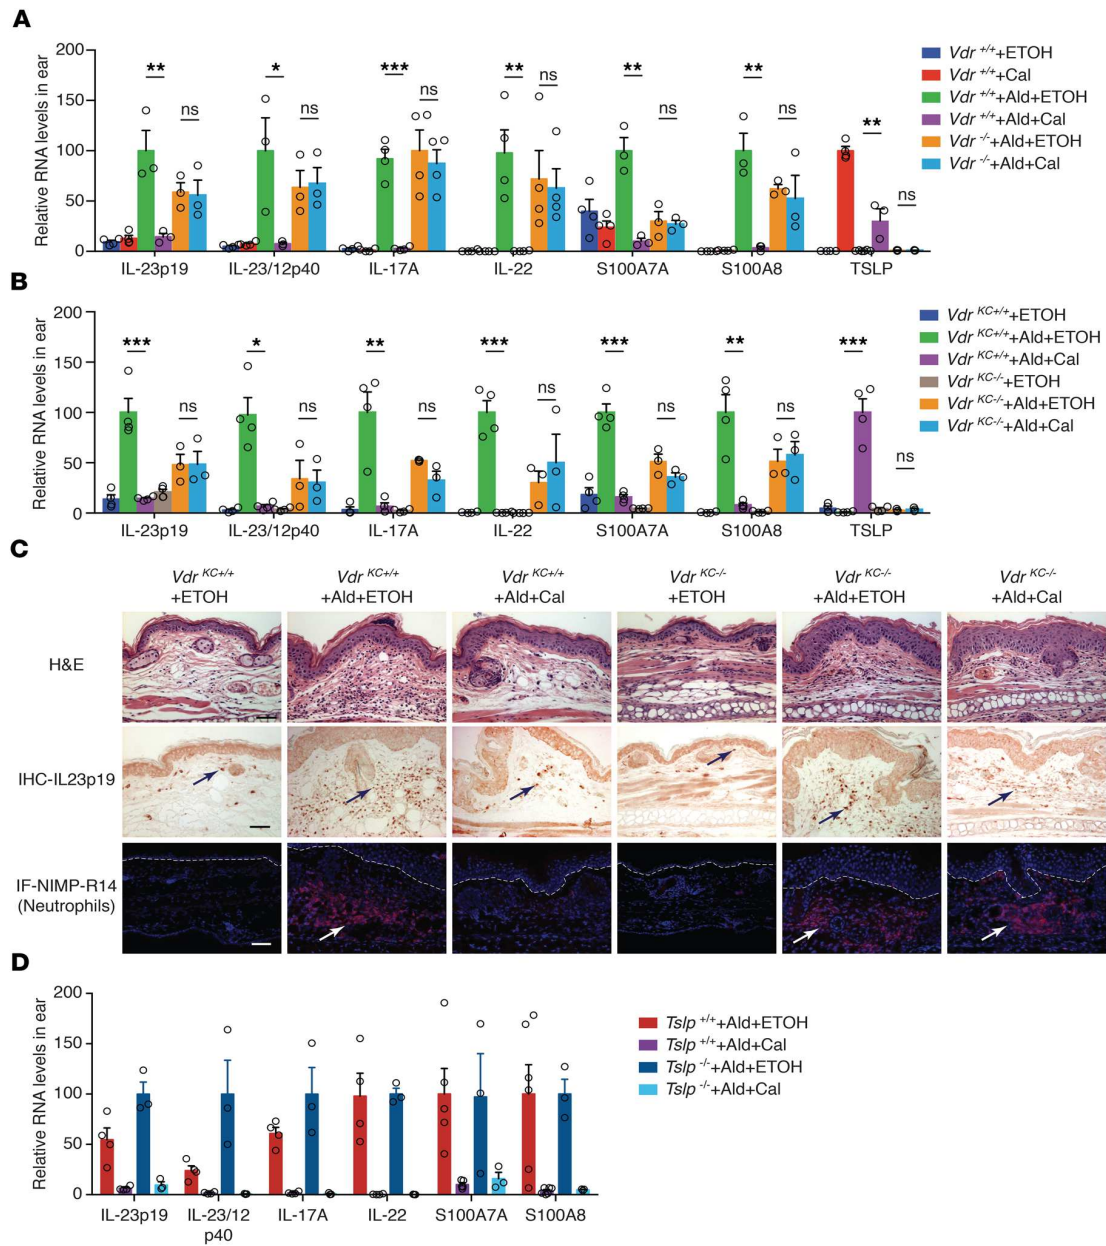 A
Relative RNA levels in ear
200
150
100
50
0
** * *** ** ** ** **
ns ns ns ns ns ns ns
IL-23p19 IL-23/12p40 IL-17A IL-22 S100A7A S100A8 TSLP
Vdr +/++ETOH
Vdr +/++Cal
Vdr +/++Ald+ETOH
Vdr +/++Ald+Cal
Vdr -/-+Ald+ETOH
Vdr -/-+Ald+Cal
B
Relative RNA levels in ear
200
150
100
50
0
*** * ** *** *** ** ***
ns ns ns ns ns ns ns
IL-23p19 IL-23/12p40 IL-17A IL-22 S100A7A S100A8 TSLP
Vdr KC+/++ETOH
Vdr KC+/++Ald+ETOH
Vdr KC+/++Ald+Cal
Vdr KC-/-+ETOH
Vdr KC-/-+Ald+ETOH
Vdr KC-/-+Ald+Cal
C
Vdr KC+/+ Vdr KC+/+ Vdr KC+/+ Vdr KC-/- Vdr KC-/- Vdr KC-/-
+ETOH +Ald+ETOH +Ald+Cal +ETOH +Ald+ETOH +Ald+Cal
H&E
IHC-IL23p19
IF-NIMP-R14
(Neutrophils)
D
Relative RNA levels in ear
200
150
100
50
0
IL-23p19 IL-23/12 IL-17A IL-22 S100A7A S100A8
p40
Tslp +/++Ald+ETOH
Tslp +/++Ald+Cal
Tslp -/-+Ald+ETOH
Tslp -/-+Ald+Cal